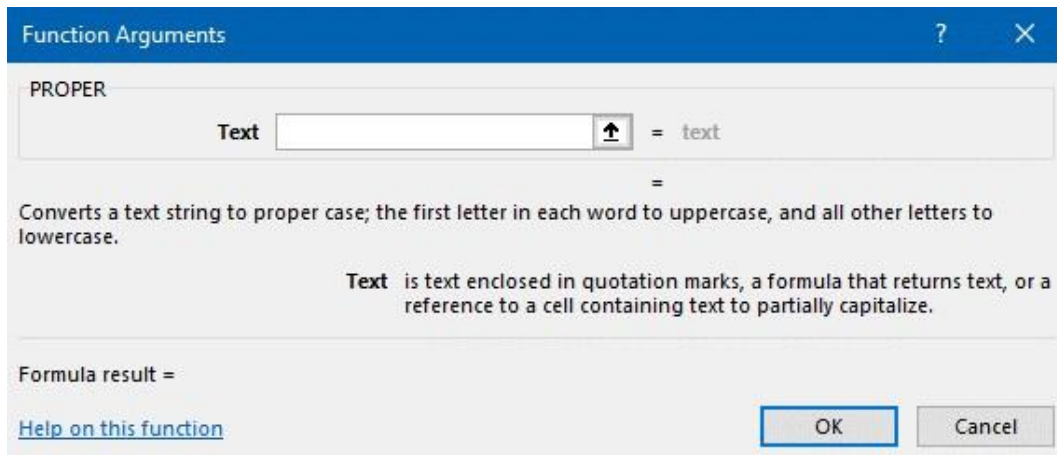 Function Arguments ?
PROPER
Text = text
=
Converts a text string to proper case; the first letter in each word to uppercase, and all other letters to
lowercase.
Text is text enclosed in quotation marks, a formula that returns text, or a
reference to a cell containing text to partially capitalize.
Formula result =
Help on this function OK Cancel